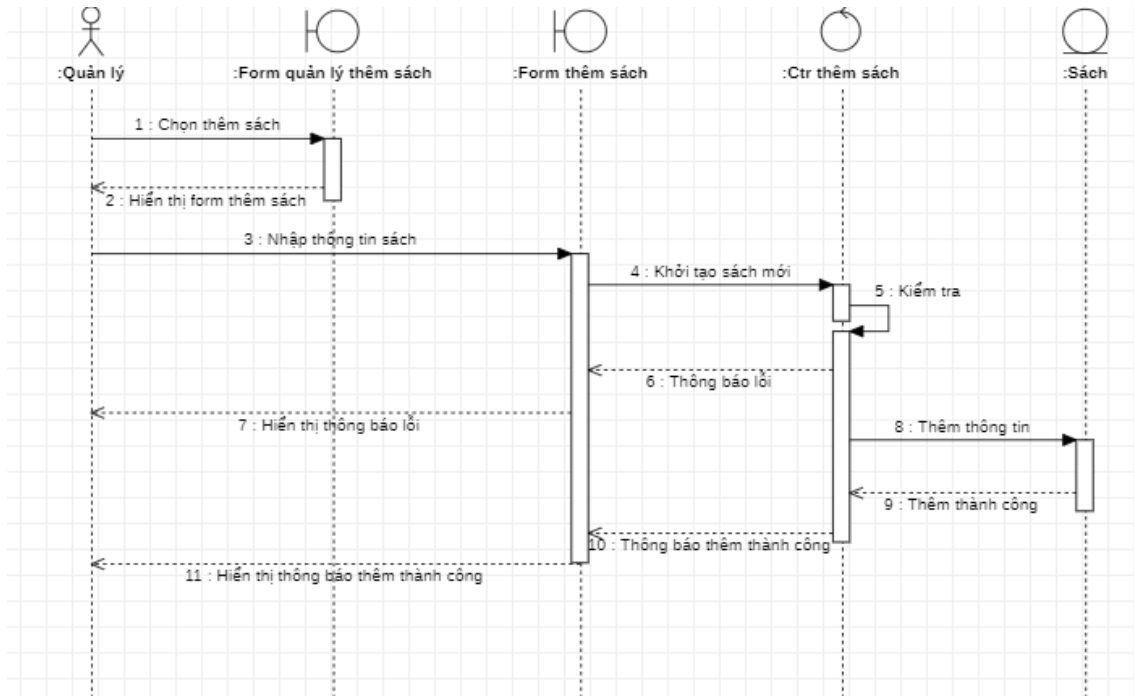 :Quản lý
:Form quản lý thêm sách
:Form thêm sách
:Ctr thêm sách
:Sách
1 : Chọn thêm sách
2 : Hiển thị form thêm sách
3 : Nhập thông tin sách
4 : Khởi tạo sách mới
5 : Kiểm tra
6 : Thông báo lỗi
7 : Hiển thị thông báo lỗi
8 : Thêm thông tin
9 : Thêm thành công
10 : Thông báo thêm thành công
11 : Hiển thị thông báo thêm thành công